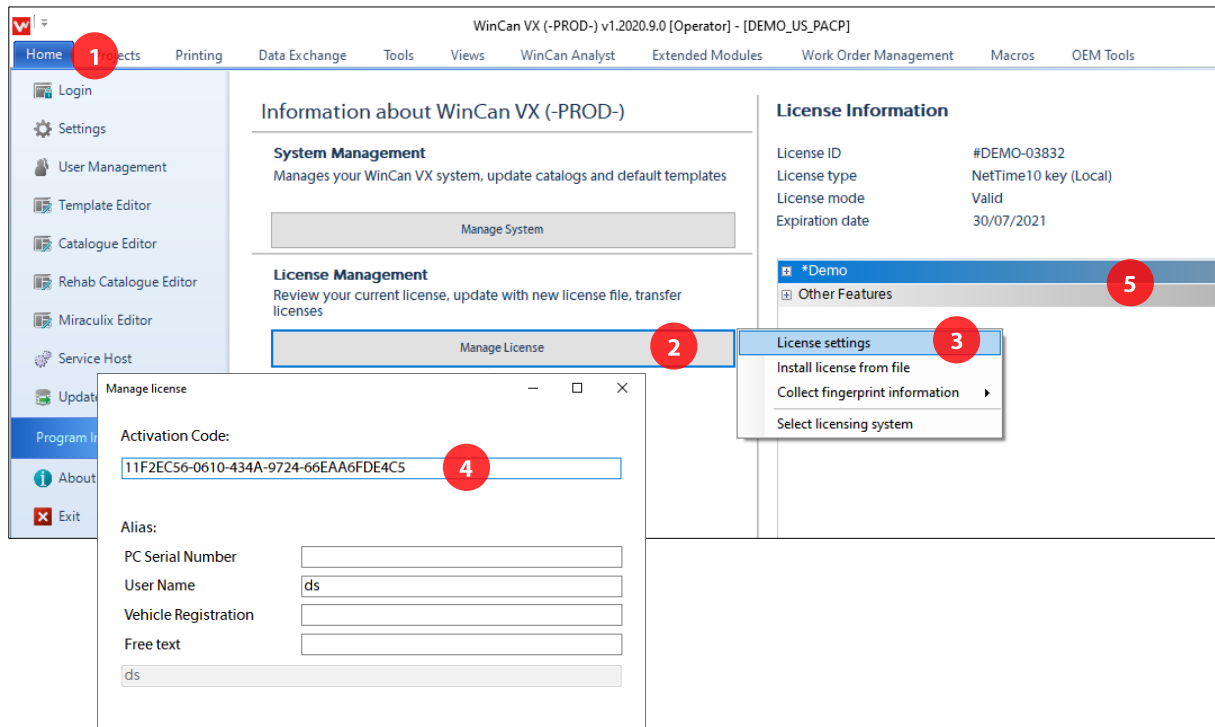 WinCan VX (-PROD-) v1.2020.9.0 [Operator] - [DEMO_US_PACP]
Home 1 Projects Printing Data Exchange Tools Views WinCan Analyst Extended Modules Work Order Management Macros OEM Tools
Login
Settings
User Management
Template Editor
Catalogue Editor
Rehab Catalogue Editor
Miraculix Editor
Service Host
Update
Program In
About
Exit
Information about WinCan VX (-PROD-)
System Management
Manages your WinCan VX system, update catalogs and default templates
Manage System
License Management
Review your current license, update with new license file, transfer
licenses
Manage License 2
License Information
License ID #DEMO-03832
License type NetTime10 key (Local)
License mode Valid
Expiration date 30/07/2021
*Demo 5
Other Features
License settings 3
Install license from file
Collect fingerprint information
Select licensing system
Manage license
Activation Code:
11F2EC56-0610-434A-9724-66EAA6FDE4C5 4
Alias:
PC Serial Number
User Name ds
Vehicle Registration
Free text
ds